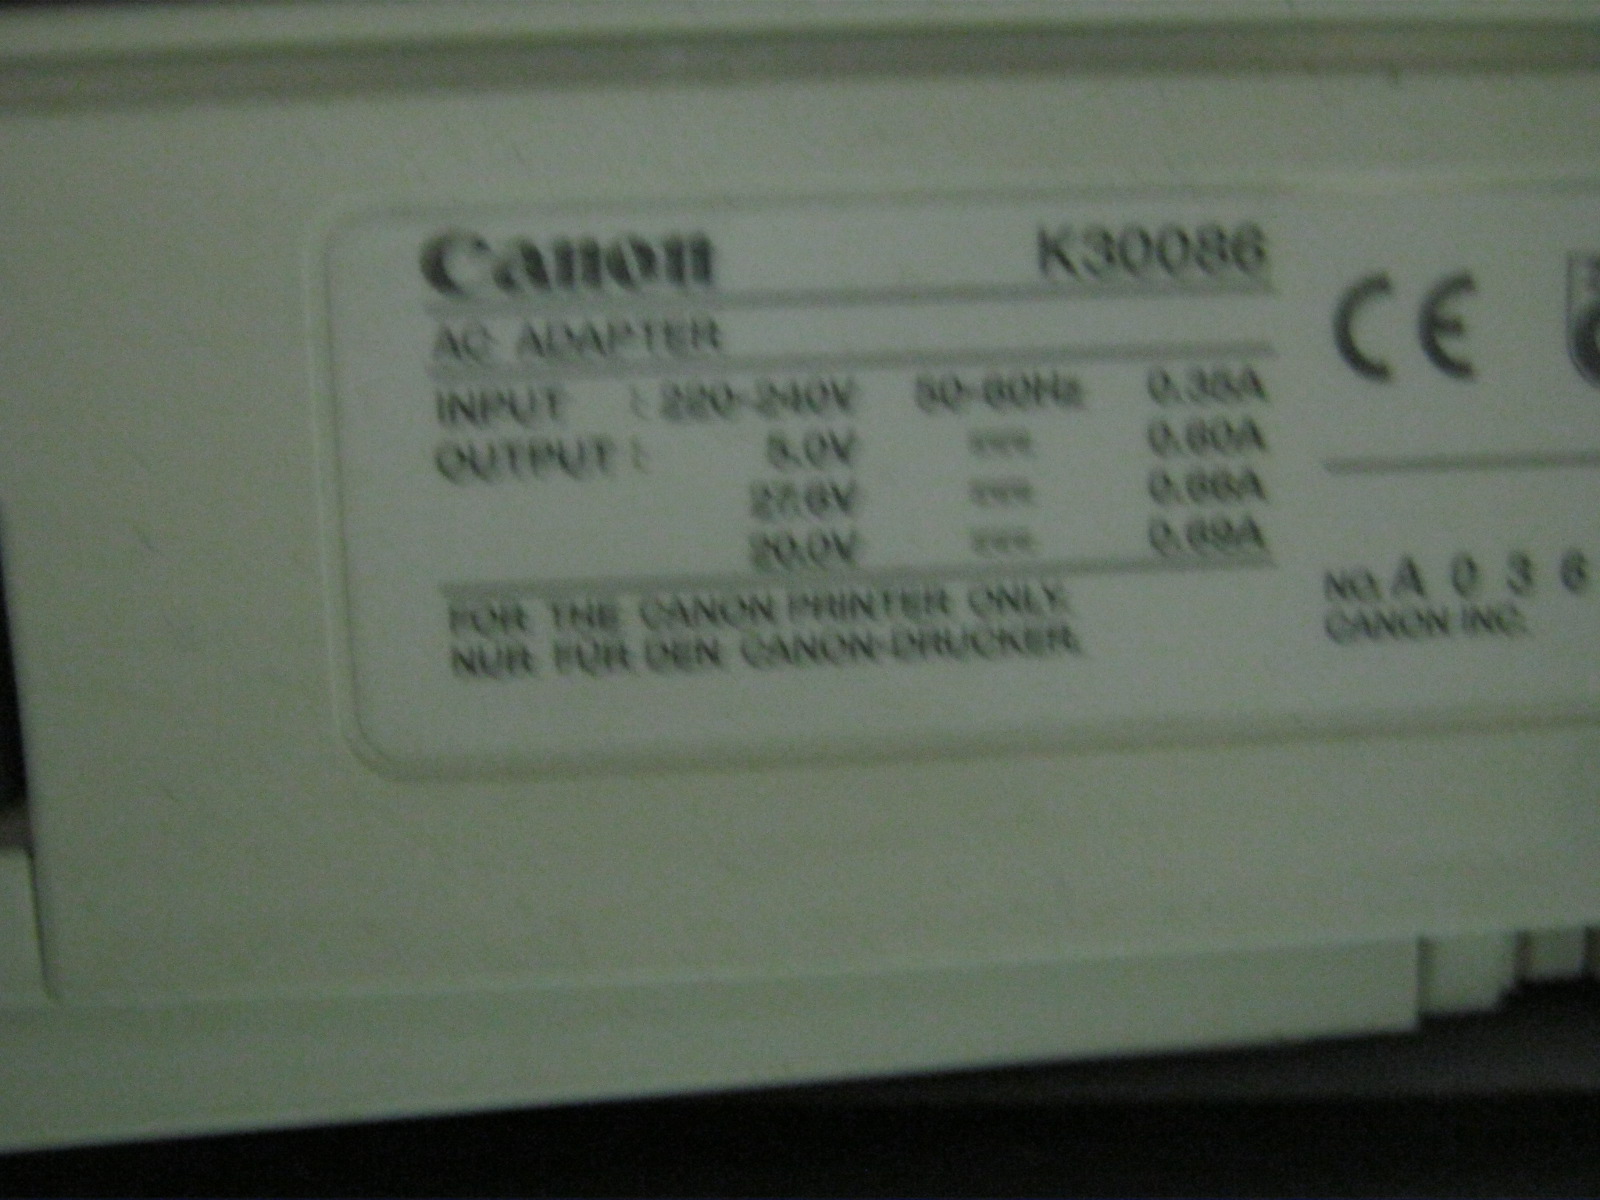 Canon K30086
AC ADAPTER
INPUT : 220-240V 50-60Hz 0.35A
OUTPUT : 5.0V 0.60A
27.6V
20.0V 0.69A
FOR THE CANON PRINTER ONLY.
NUR FÜR DEN CANON-DRUCKER.
CE
NO. A 0 3 6
CANON INC.